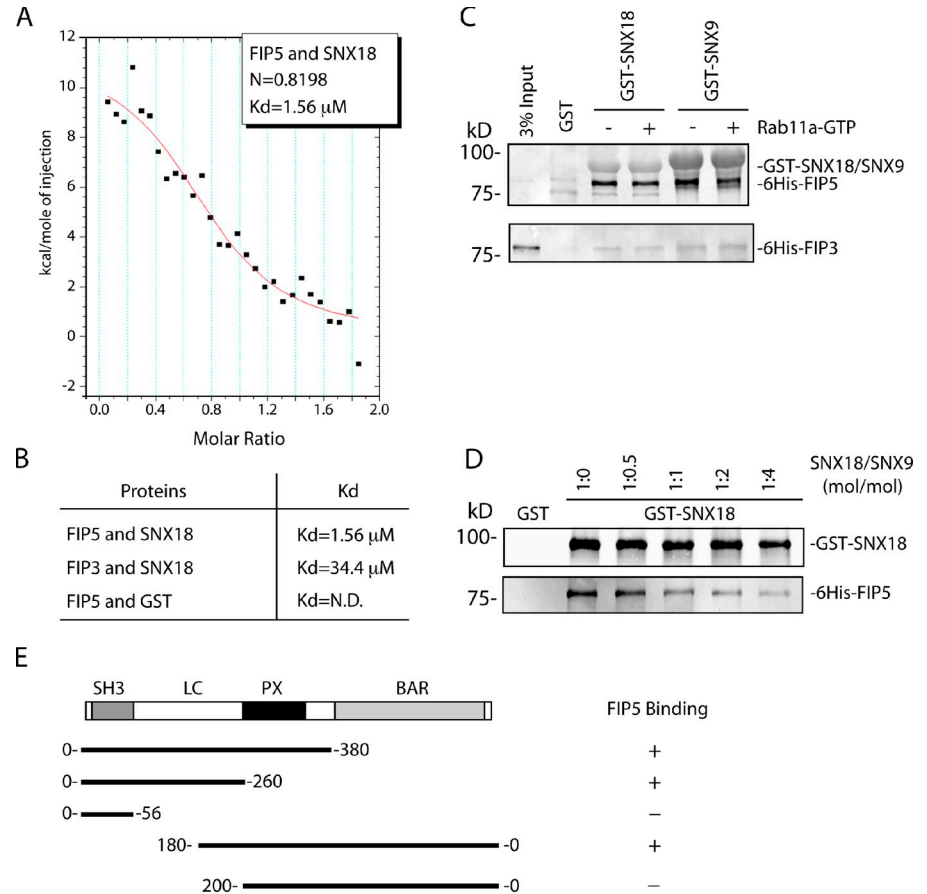 A
FIP5 and SNX18
N=0.8198
Kd=1.56 µM
12
10
8
6
4
2
0
-2
kcal/mole of injection
0.0 0.4 0.8 1.2 1.6 2.0
Molar Ratio
B
Proteins Kd
FIP5 and SNX18 Kd=1.56 µM
FIP3 and SNX18 Kd=34.4 µM
FIP5 and GST Kd=N.D.
C
3% Input
GST
GST-SNX18
GST-SNX9
kD - + - + Rab11a-GTP
100-
-GST-SNX18/SNX9
75- -6His-FIP5
75- -6His-FIP3
D
1:0 1:0.5 1:1 1:2 1:4
SNX18/SNX9
(mol/mol)
kD GST GST-SNX18
100- -GST-SNX18
75- -6His-FIP5
E
SH3 LC PX BAR
FIP5 Binding
0- -380 +
0- -260 +
0- -56 −
180- -0 +
200- -0 −